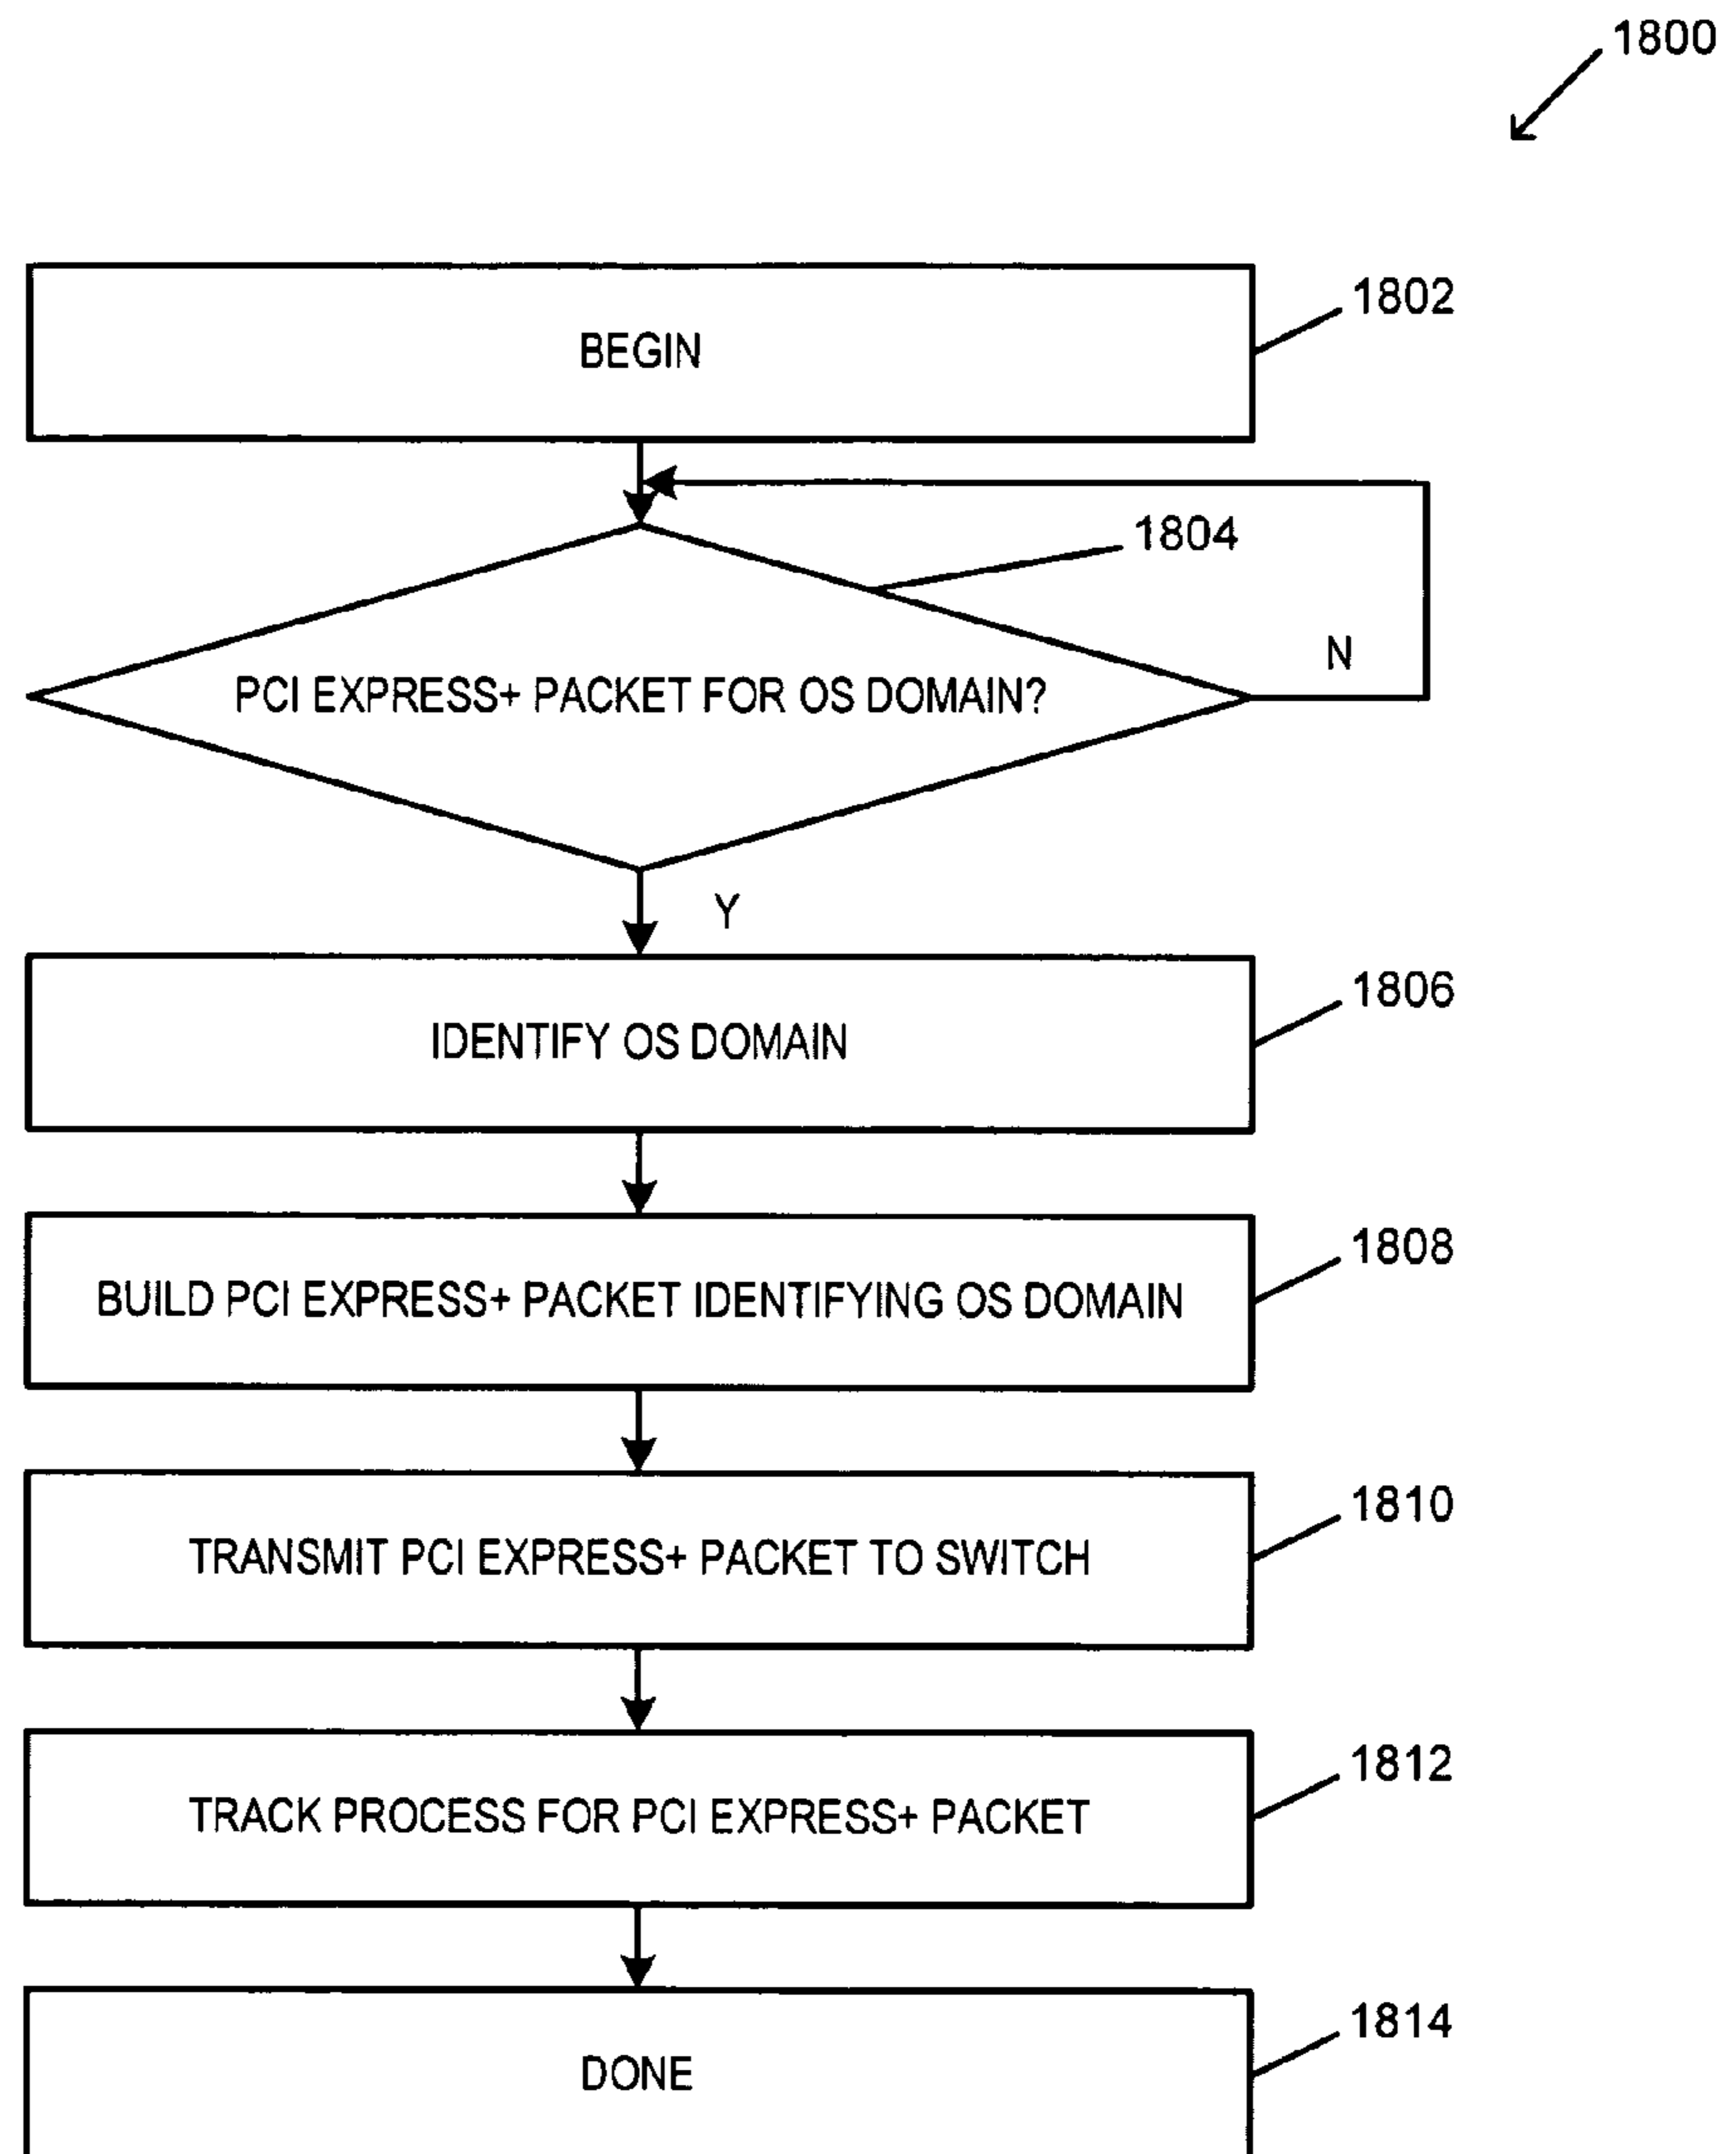 1800
BEGIN
1802
1804
PCI EXPRESS+ PACKET FOR OS DOMAIN?
N
Y
IDENTIFY OS DOMAIN
1806
BUILD PCI EXPRESS+ PACKET IDENTIFYING OS DOMAIN
1808
TRANSMIT PCI EXPRESS+ PACKET TO SWITCH
1810
TRACK PROCESS FOR PCI EXPRESS+ PACKET
1812
DONE
1814